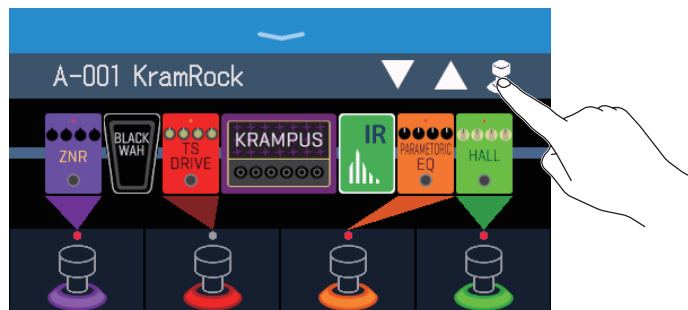 A-001 KramRock
ZNR
BLACK
WAH
TS
DRIVE
KRAMPUS
IR
PARAMETORIC
EQ
HALL